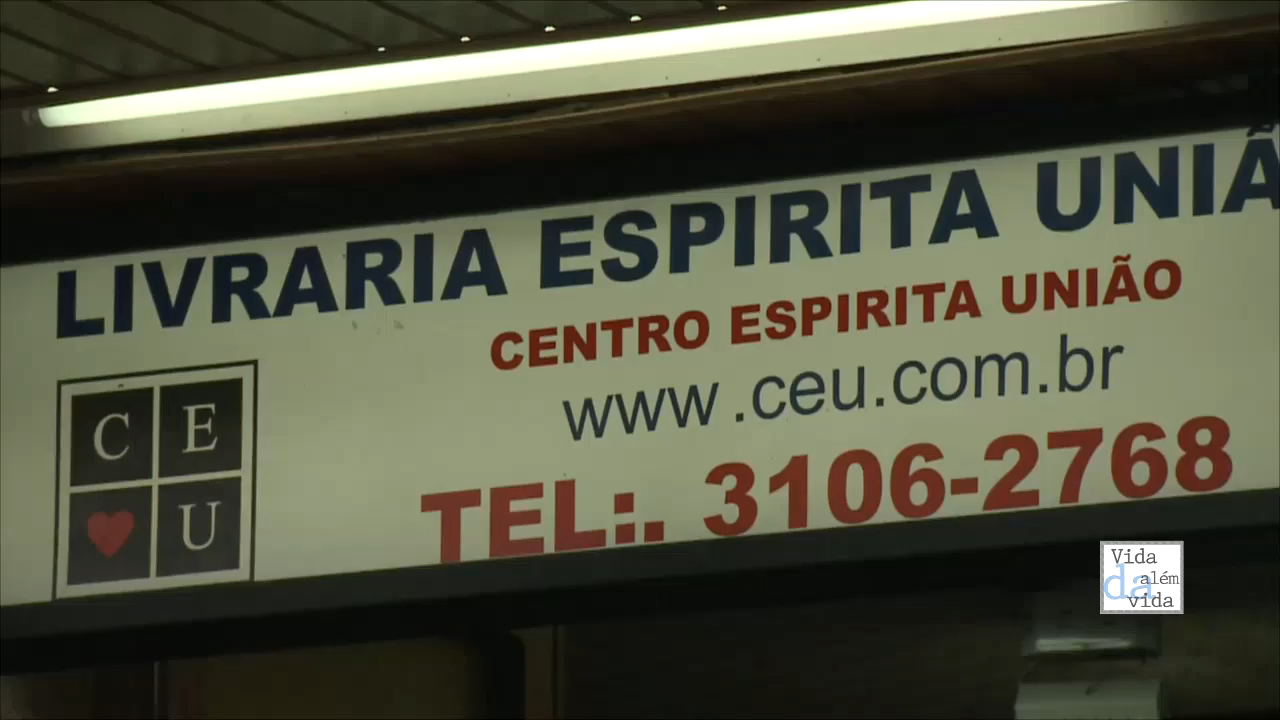 LIVRARIA ESPIRITA UNIÃ
CENTRO ESPIRITA UNIÃO
www.ceu.com.br
TEL:. 3106-2768
C E
U
Vida
da além
vida